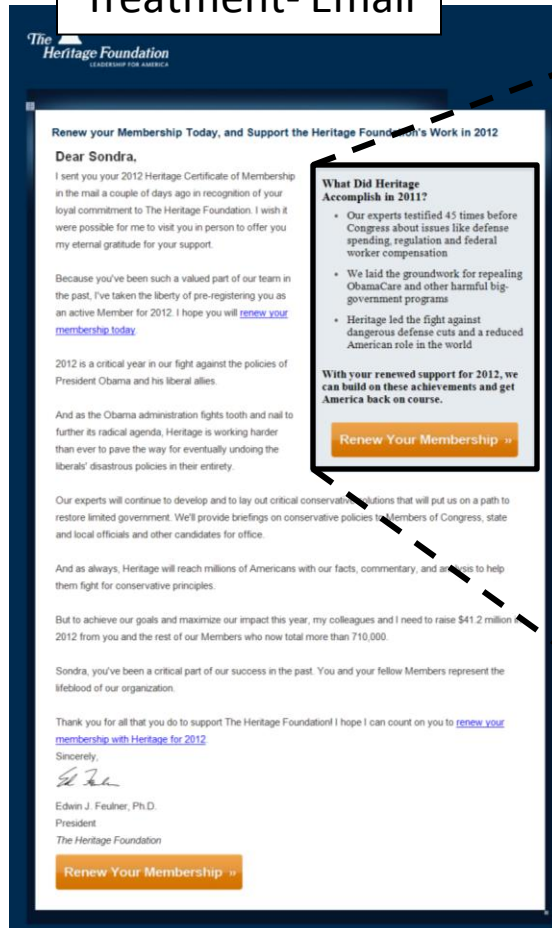 Treatment- Email
The
Heritage Foundation
LEADERSHIP FOR AMERICA
Renew your Membership Today, and Support the Heritage Foundation's Work in 2012
Dear Sondra,
I sent you your 2012 Heritage Certificate of Membership
in the mail a couple of days ago in recognition of your
loyal commitment to The Heritage Foundation. I wish it
were possible for me to visit you in person to offer you
my eternal gratitude for your support.
Because you've been such a valued part of our team in
the past, I've taken the liberty of pre-registering you as
an active Member for 2012. I hope you will renew your
membership today.
2012 is a critical year in our fight against the policies of
President Obama and his liberal allies.
And as the Obama administration fights tooth and nail to
further its radical agenda, Heritage is working harder
than ever to pave the way for eventually undoing the
liberals' disastrous policies in their entirety.
What Did Heritage
Accomplish in 2011?
• Our experts testified 45 times before
Congress about issues like defense
spending, regulation and federal
worker compensation
• We laid the groundwork for repealing
ObamaCare and other harmful big-
government programs
• Heritage led the fight against
dangerous defense cuts and a reduced
American role in the world
With your renewed support for 2012, we
can build on these achievements and get
America back on course.
Renew Your Membership »
Our experts will continue to develop and to lay out critical conservative solutions that will put us on a path to
restore limited government. We'll provide briefings on conservative policies to Members of Congress, state
and local officials and other candidates for office.
And as always, Heritage will reach millions of Americans with our facts, commentary, and analysis to help
them fight for conservative principles.
But to achieve our goals and maximize our impact this year, my colleagues and I need to raise $41.2 million in
2012 from you and the rest of our Members who now total more than 710,000.
Sondra, you've been a critical part of our success in the past. You and your fellow Members represent the
lifeblood of our organization.
Thank you for all that you do to support The Heritage Foundation! I hope I can count on you to renew your
membership with Heritage for 2012.
Sincerely,
Edwin J. Feulner, Ph.D.
President
The Heritage Foundation
Renew Your Membership »